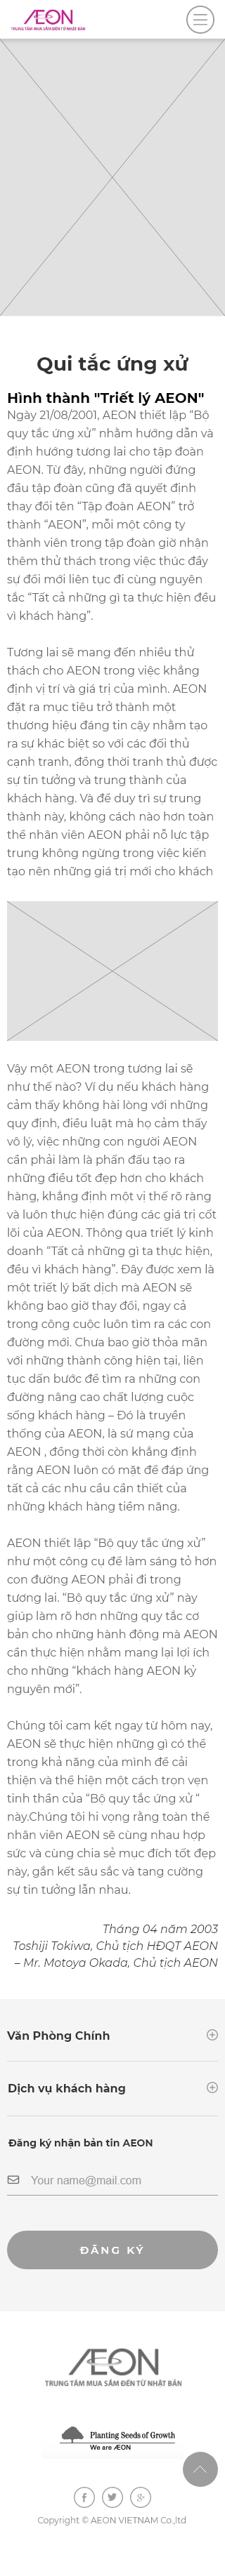 ÆON
TRUNG TÂM MUA SẮM ĐẾN TỪ NHẬT BẢN
Qui tắc ứng xử
Hình thành "Triết lý AEON"
Ngày 21/08/2001, AEON thiết lập “Bộ
quy tắc ứng xử” nhằm hướng dẫn và
định hướng tương lai cho tập đoàn
AEON. Từ đây, những người đứng
đầu tập đoàn cũng đã quyết định
thay đổi tên “Tập đoàn AEON” trở
thành “AEON”, mỗi một công ty
thành viên trong tập đoàn giờ nhân
thêm thử thách trong việc thúc đẩy
sự đổi mới liên tục đi cùng nguyên
tắc “Tất cả những gì ta thực hiện đều
vì khách hàng”.
Tương lai sẽ mang đến nhiều thử
thách cho AEON trong việc khẳng
định vị trí và giá trị của mình. AEON
đặt ra mục tiêu trở thành một
thương hiệu đáng tin cậy nhằm tạo
ra sự khác biệt so với các đối thủ
cạnh tranh, đồng thời tranh thủ được
sự tin tưởng và trung thành của
khách hàng. Và để duy trì sự trung
thành này, không cách nào hơn toàn
thể nhân viên AEON phải nỗ lực tập
trung không ngừng trong việc kiến
tạo nên những giá trị mới cho khách
Vậy một AEON trong tương lai sẽ
như thế nào? Ví dụ nếu khách hàng
cảm thấy không hài lòng với những
quy định, điều luật mà họ cảm thấy
vô lý, việc những con người AEON
cần phải làm là phấn đấu tạo ra
những điều tốt đẹp hơn cho khách
hàng, khẳng định một vị thế rõ ràng
và luôn thực hiện đúng các giá trị cốt
lõi của AEON. Thông qua triết lý kinh
doanh “Tất cả những gì ta thực hiện,
đều vì khách hàng”. Đây được xem là
một triết lý bất dịch mà AEON sẽ
không bao giờ thay đổi, ngay cả
trong công cuộc luôn tìm ra các con
đường mới. Chưa bao giờ thỏa mãn
với những thành công hiện tại, liên
tục dấn bước để tìm ra những con
đường nâng cao chất lượng cuộc
sống khách hàng – Đó là truyền
thống của AEON, là sứ mạng của
AEON , đồng thời còn khẳng định
rằng AEON luôn có mặt để đáp ứng
tất cả các nhu cầu cần thiết của
những khách hàng tiềm năng.
AEON thiết lập “Bộ quy tắc ứng xử”
như một công cụ để làm sáng tỏ hơn
con đường AEON phải đi trong
tương lai. “Bộ quy tắc ứng xử” này
giúp làm rõ hơn những quy tắc cơ
bản cho những hành động mà AEON
cần thực hiện nhằm mang lại lợi ích
cho những “khách hàng AEON kỷ
nguyên mới”.
Chúng tôi cam kết ngay từ hôm nay,
AEON sẽ thực hiện những gì có thể
trong khả năng của mình để cải
thiện và thể hiện một cách trọn vẹn
tinh thần của “Bộ quy tắc ứng xử “
này.Chúng tôi hi vọng rằng toàn thể
nhân viên AEON sẽ cùng nhau hợp
sức và cùng chia sẻ mục đích tốt đẹp
này, gắn kết sâu sắc và tang cường
sự tin tưởng lẫn nhau.
Tháng 04 năm 2003
Toshiji Tokiwa, Chủ tịch HĐQT AEON
– Mr. Motoya Okada, Chủ tịch AEON
Văn Phòng Chính
Dịch vụ khách hàng
Đăng ký nhận bản tin AEON
Your name@mail.com
ĐĂNG KÝ
ÆON
TRUNG TÂM MUA SẮM ĐẾN TỪ NHẬT BẢN
Planting Seeds of Growth
We are ÆON
Copyright © AEON VIETNAM Co.,ltd